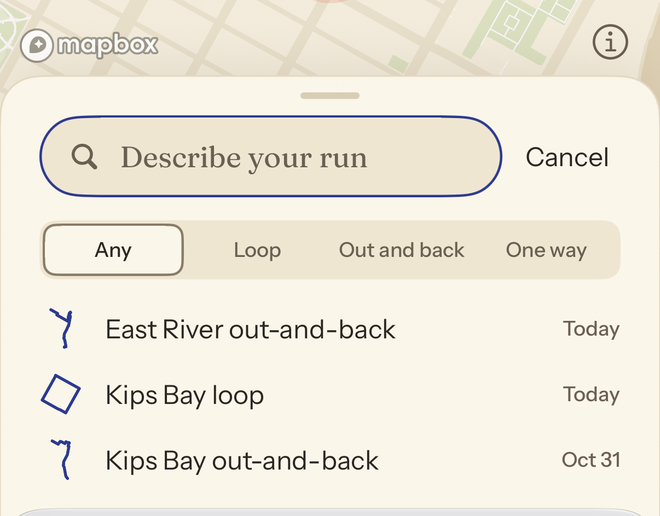 mapbox
Describe your run
Cancel
Any
Loop
Out and back
One way
East River out-and-back
Today
Kips Bay loop
Today
Kips Bay out-and-back
Oct 31